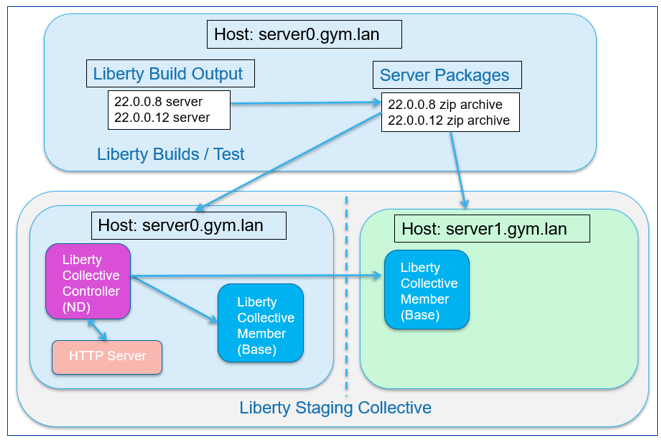 Host: server0.gym.lan
Liberty Build Output
Server Packages
22.0.0.8 server
22.0.0.12 server
22.0.0.8 zip archive
22.0.0.12 zip archive
Liberty Builds / Test
Host: server0.gym.lan
Host: server1.gym.lan
Liberty
Collective
Controller
(ND)
Liberty
Collective
Member
(Base)
Liberty
Collective
Member
(Base)
HTTP Server
Liberty Staging Collective